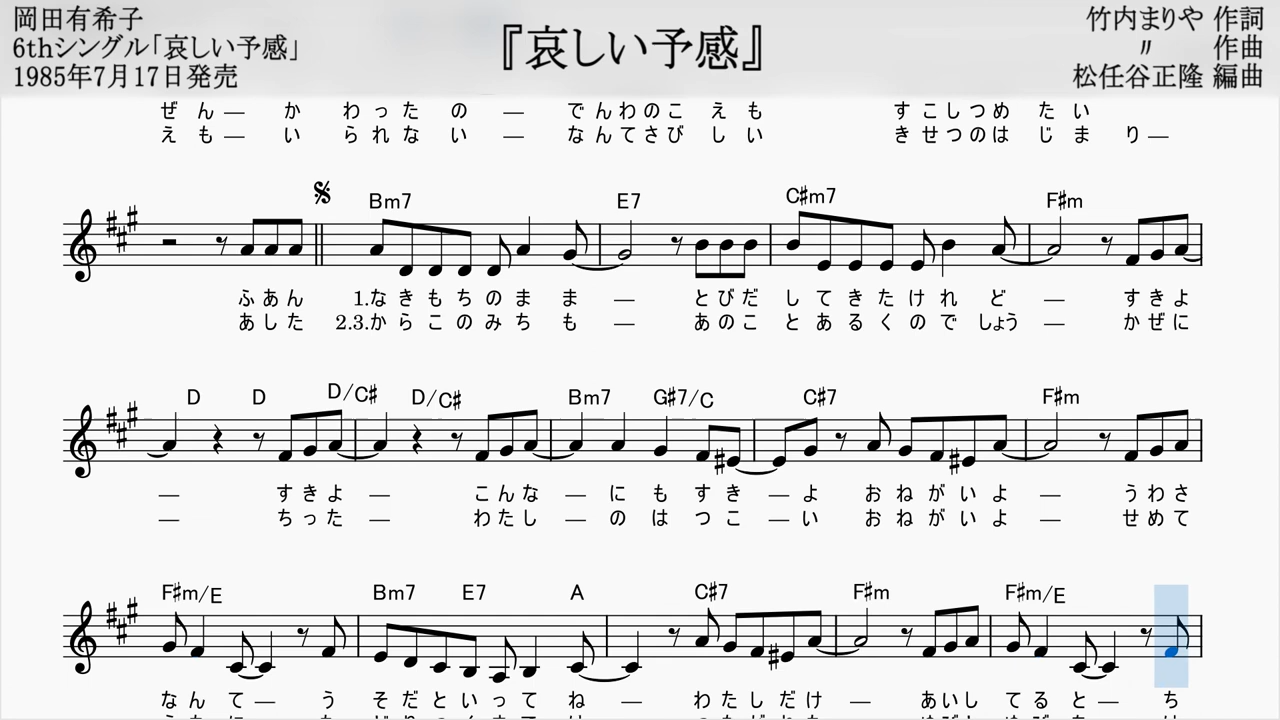 岡田有希子
6thシングル「哀しい予感」
1985年7月17日発売
『哀しい予感』
竹内まりや 作詞
〃 作曲
松任谷正隆 編曲
ぜ ん — か わ っ た の — で ん わ の こ え も す こ し つ め た い
え も — い ら れ な い — な ん て さ び し い き せ つ の は じ ま り —
Bm7 E7 C♯m7 F♯m
ふ あ ん 1.な き も ち の ま ま — と び だ し て き た け れ ど — す き よ
あ し た 2.3.か ら こ の み ち も — あ の こ と あ る く の で しょう — か ぜ に
D D D/C♯ D/C♯ Bm7 G♯7/C C♯7 F♯m
— す き よ — こ ん な — に も す き — よ お ね が い よ — う わ さ
— ち っ た — わ た し — の は つ こ — い お ね が い よ — せ め て
F♯m/E Bm7 E7 A C♯7 F♯m F♯m/E
な ん て — う そ だ と い っ て ね — わ た し だ け — あ い し て る と — ち